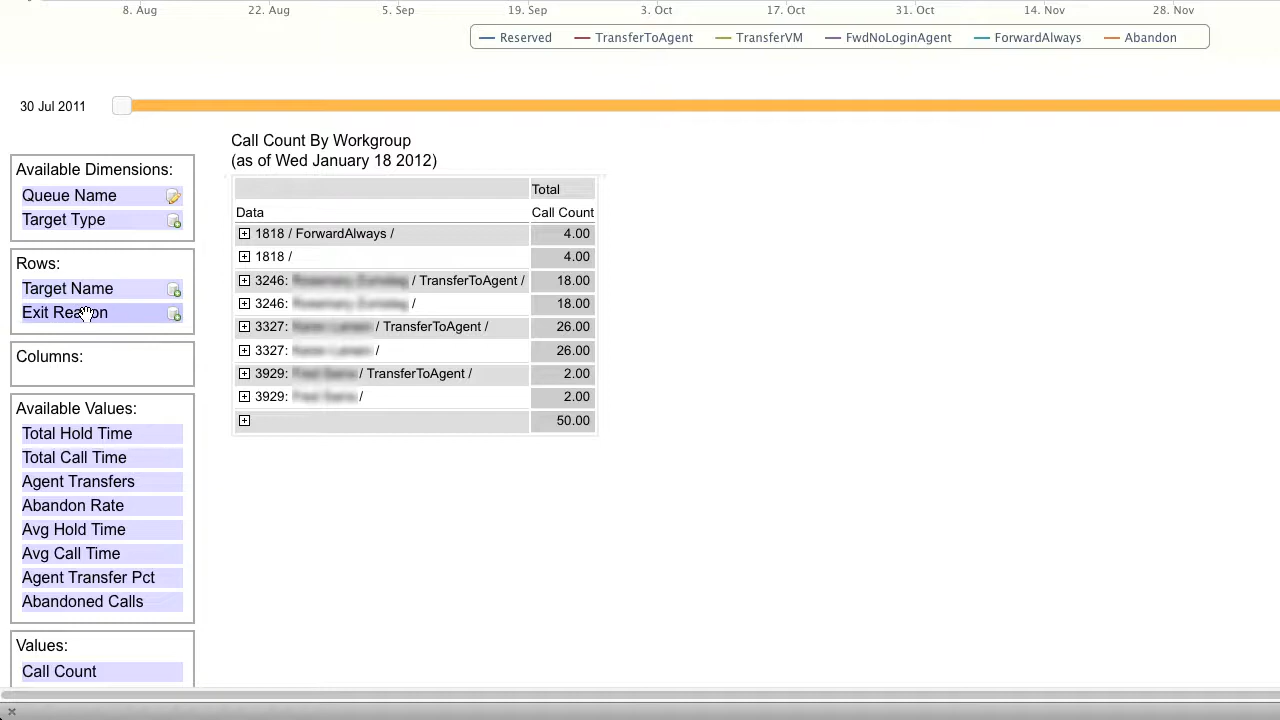 8. Aug 22. Aug 5. Sep 19. Sep 3. Oct 17. Oct 31. Oct 14. Nov 28. Nov
Reserved TransferToAgent TransferVM FwdNoLoginAgent ForwardAlways Abandon
30 Jul 2011
Available Dimensions:
Queue Name
Target Type
Rows:
Target Name
Exit Reason
Columns:
Available Values:
Total Hold Time
Total Call Time
Agent Transfers
Abandon Rate
Avg Hold Time
Avg Call Time
Agent Transfer Pct
Abandoned Calls
Values:
Call Count
Call Count By Workgroup
(as of Wed January 18 2012)
Total
Data Call Count
1818 / ForwardAlways / 4.00
1818 / 4.00
3246: / TransferToAgent / 18.00
3246: / 18.00
3327: / TransferToAgent / 26.00
3327: / 26.00
3929: / TransferToAgent / 2.00
3929: / 2.00
50.00